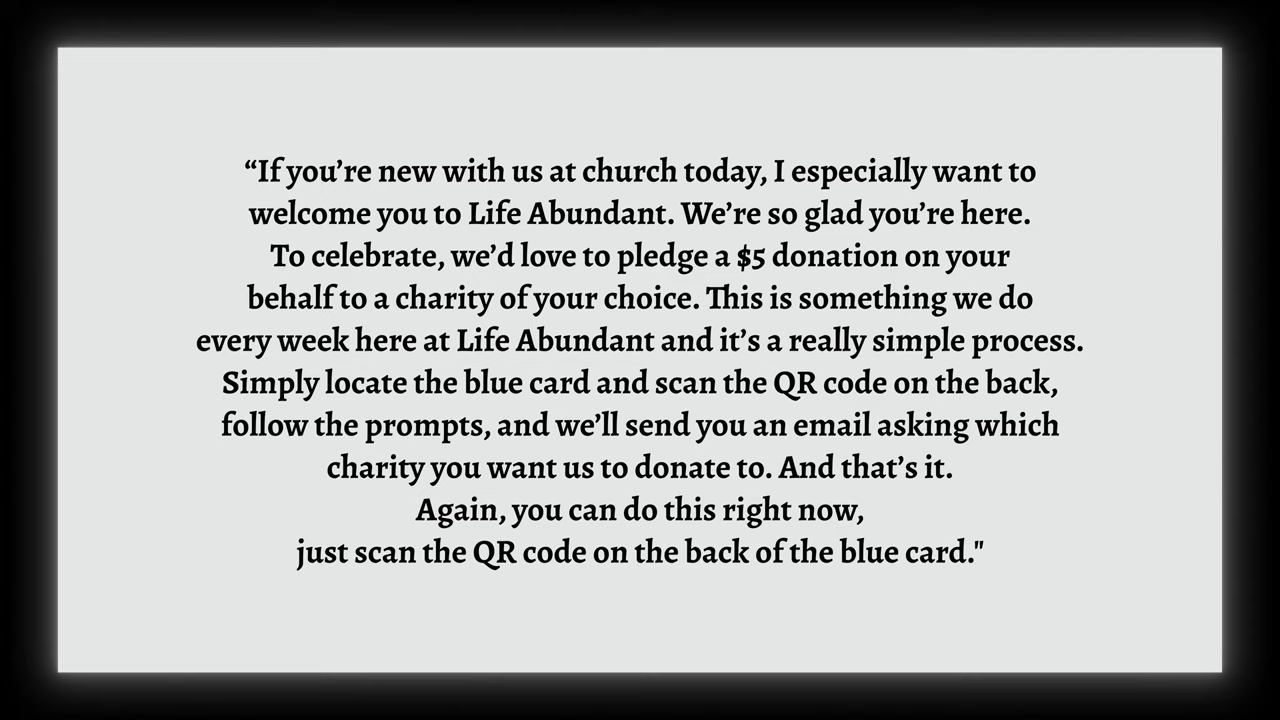 “If you’re new with us at church today, I especially want to
welcome you to Life Abundant. We’re so glad you’re here.
To celebrate, we’d love to pledge a $5 donation on your
behalf to a charity of your choice. This is something we do
every week here at Life Abundant and it’s a really simple process.
Simply locate the blue card and scan the QR code on the back,
follow the prompts, and we’ll send you an email asking which
charity you want us to donate to. And that’s it.
Again, you can do this right now,
just scan the QR code on the back of the blue card."